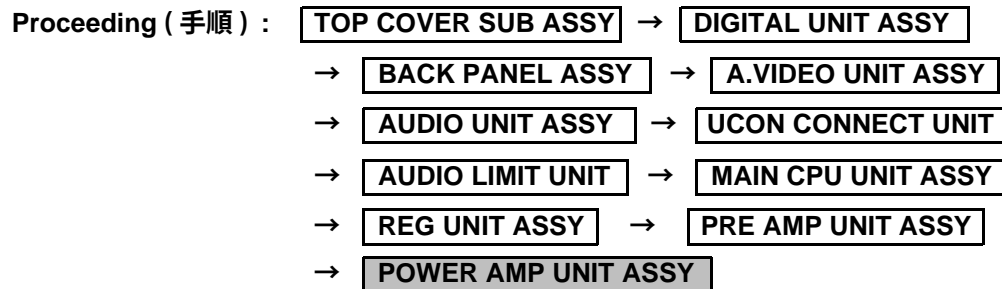 Proceeding ( 手順 ) : TOP COVER SUB ASSY → DIGITAL UNIT ASSY
→ BACK PANEL ASSY → A.VIDEO UNIT ASSY
→ AUDIO UNIT ASSY → UCON CONNECT UNIT
→ AUDIO LIMIT UNIT → MAIN CPU UNIT ASSY
→ REG UNIT ASSY → PRE AMP UNIT ASSY
→ POWER AMP UNIT ASSY